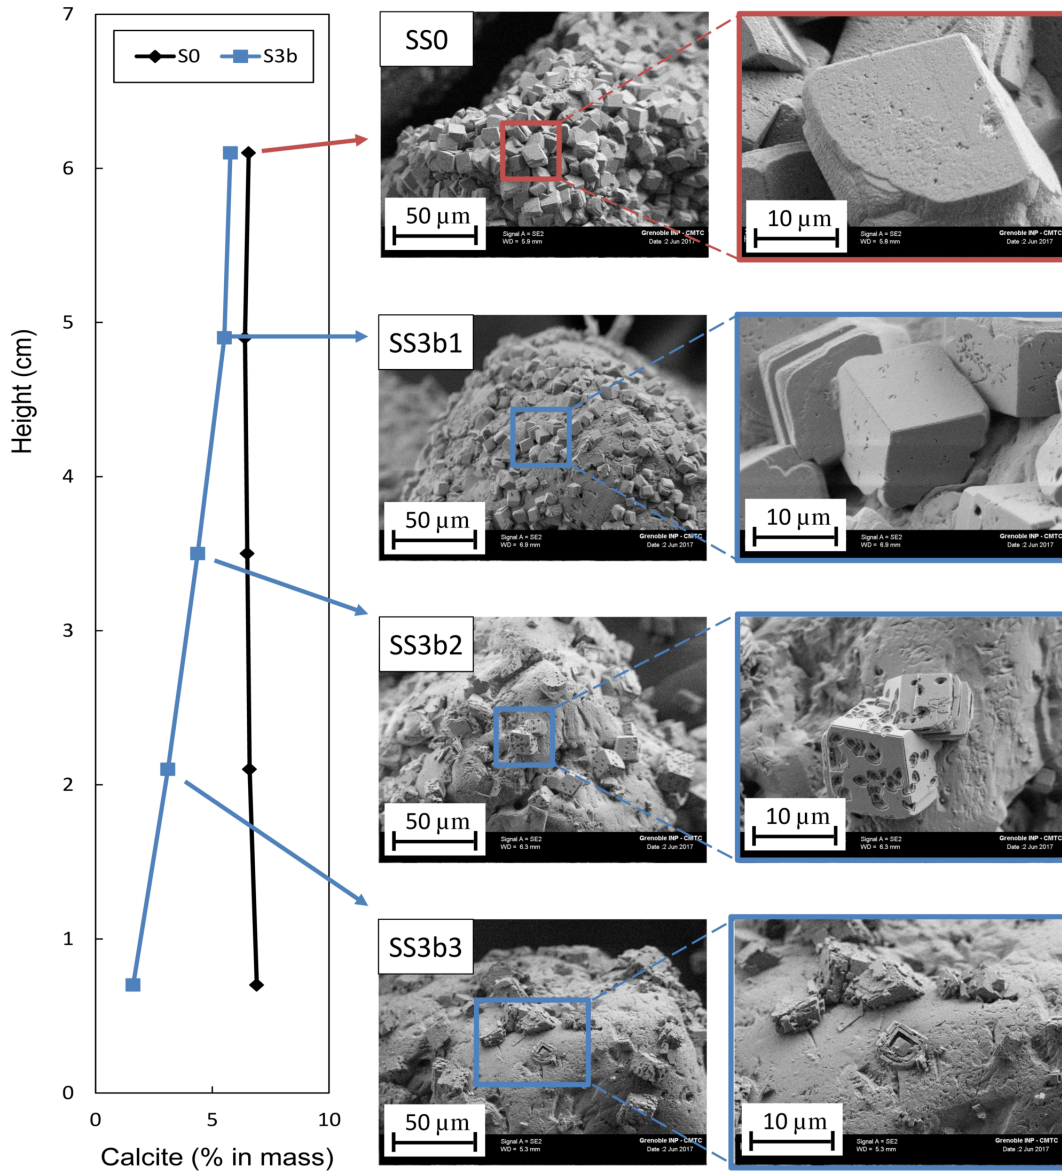 7
6
5
4
3
2
1
0
Height (cm)
0 5 10
Calcite (% in mass)
S0 S3b
SS0
50 µm
Signal A = SE2
WD = 5.9 mm
Grenoble INP - CMTC
Date :2 Jun 2017
10 µm
Signal A = SE2
WD = 5.8 mm
Grenoble INP - CMTC
Date :2 Jun 2017
SS3b1
50 µm
Signal A = SE2
WD = 6.9 mm
Grenoble INP - CMTC
Date :2 Jun 2017
10 µm
Signal A = SE2
WD = 6.9 mm
Grenoble INP - CMTC
Date :2 Jun 2017
SS3b2
50 µm
Signal A = SE2
WD = 6.3 mm
Grenoble INP - CMTC
Date :2 Jun 2017
10 µm
Signal A = SE2
WD = 6.3 mm
Grenoble INP - CMTC
Date :2 Jun 2017
SS3b3
50 µm
Signal A = SE2
WD = 5.3 mm
Grenoble INP - CMTC
Date :2 Jun 2017
10 µm
Signal A = SE2
WD = 5.3 mm
Grenoble INP - CMTC
Date :2 Jun 2017